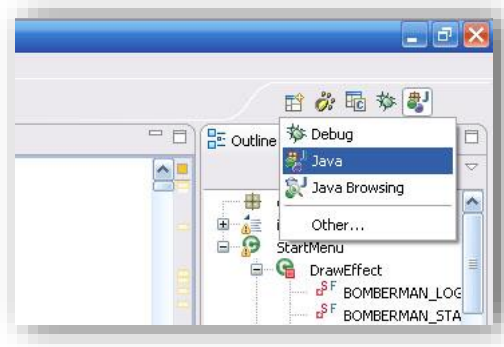 Outline
Debug
Java
Java Browsing
Other...
StartMenu
DrawEffect
BOMBERMAN_LOG
BOMBERMAN_STA